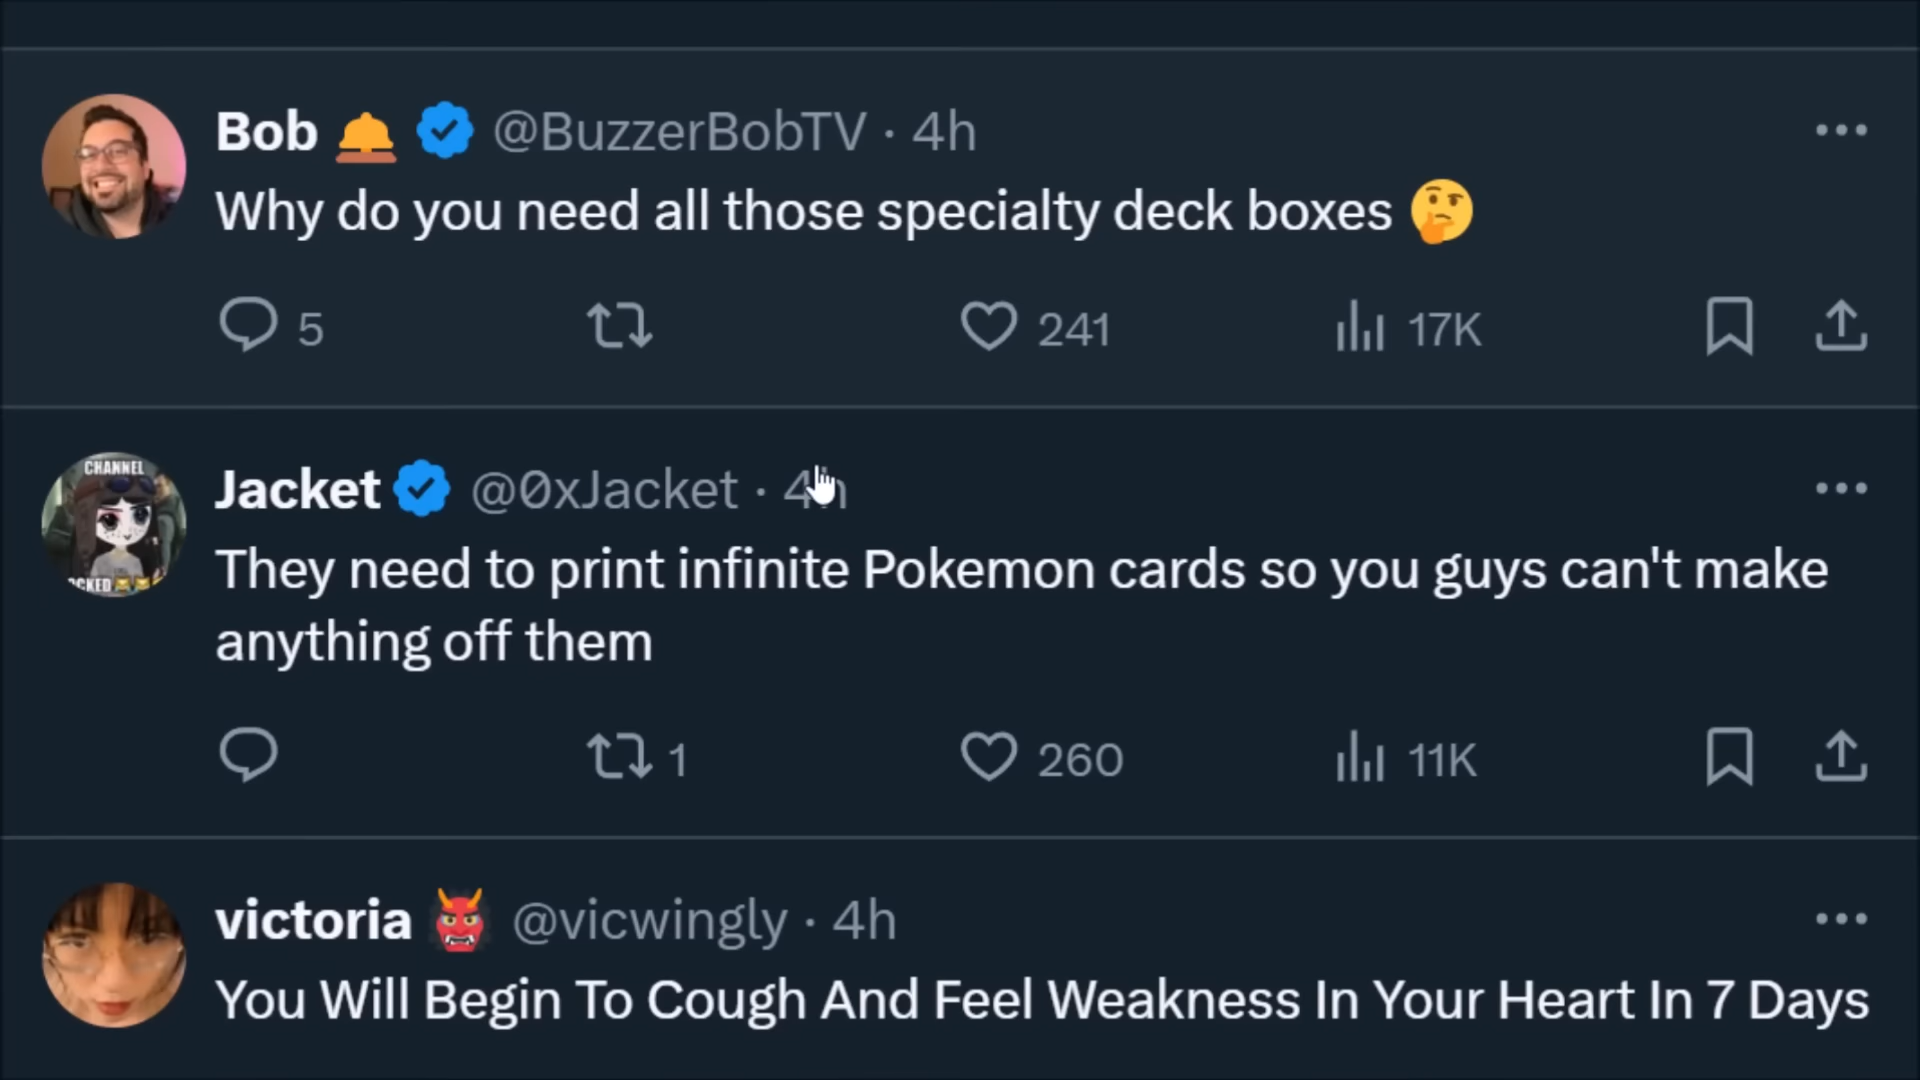 Bob 🛎️ @BuzzerBobTV · 4h
Why do you need all those specialty deck boxes 🤔
5
241
17K
CHANNEL
Jacket @0xJacket · 4h
They need to print infinite Pokemon cards so you guys can't make
anything off them
1
260
11K
victoria 👹 @vicwingly · 4h
You Will Begin To Cough And Feel Weakness In Your Heart In 7 Days